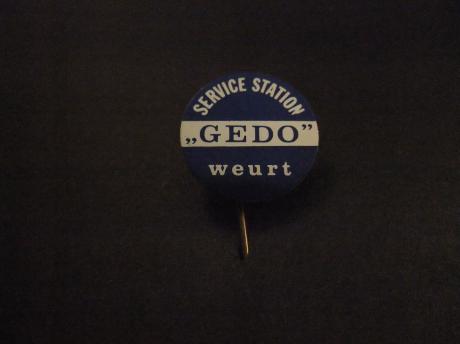 SERVICE STATION
„GEDO”
weurt